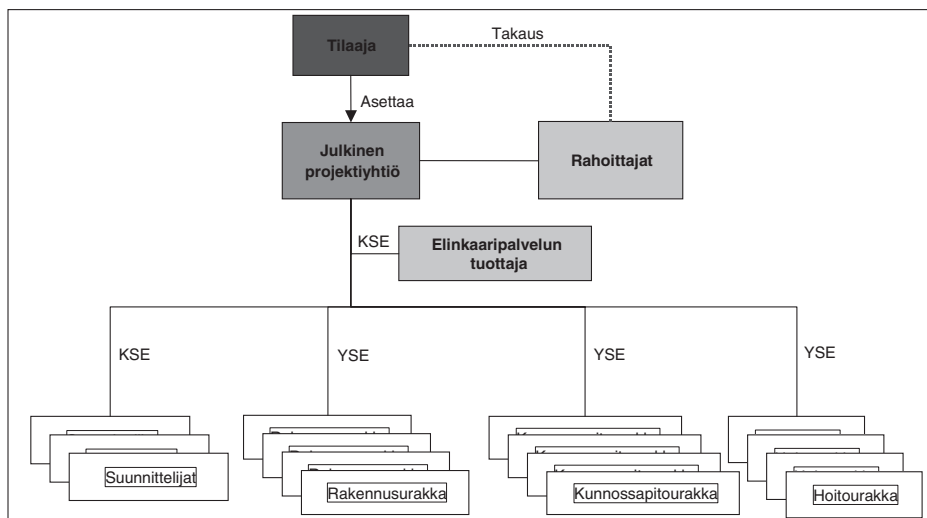 Tilaaja
Takaus
Asettaa
Julkinen
projektiyhtiö
Rahoittajat
KSE
Elinkaaripalvelun
tuottaja
KSE
YSE
YSE
YSE
Suunnittelijat
Rakennusurakka
Kunnossapitourakka
Hoitourakka